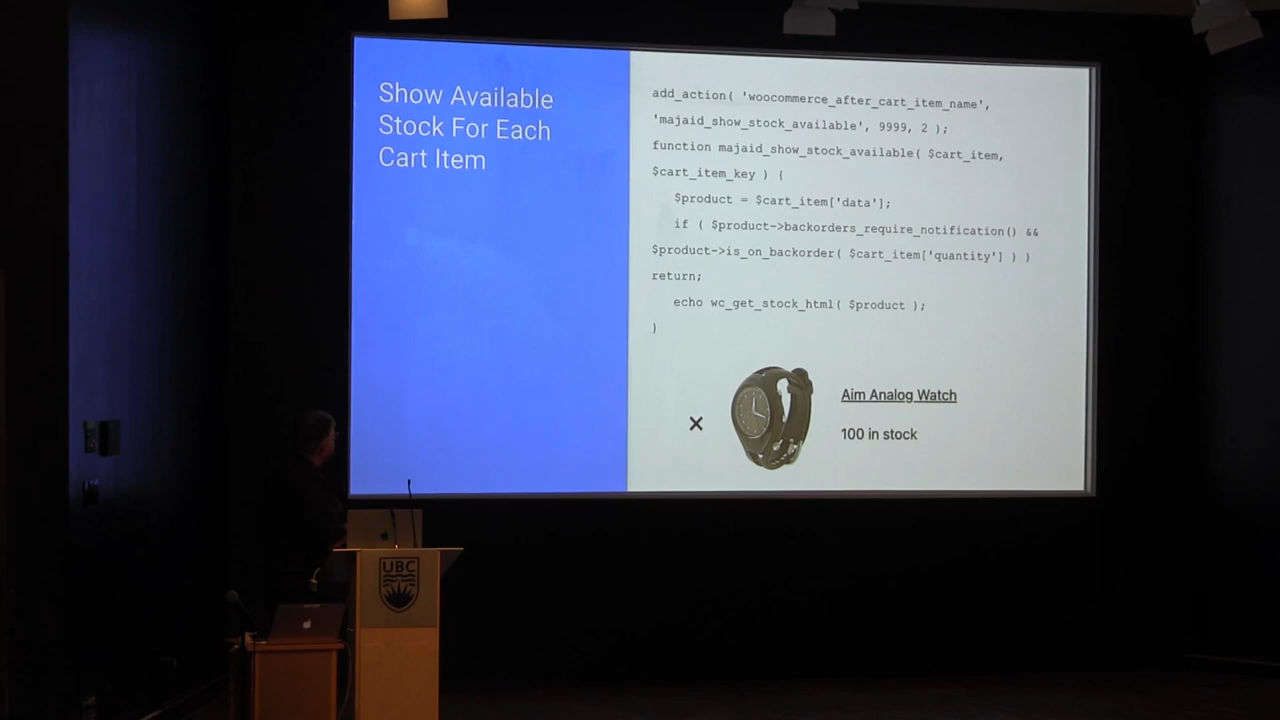 Show Available
Stock For Each
Cart Item
add_action( 'woocommerce_after_cart_item_name',
'majaid_show_stock_available', 9999, 2 );
function majaid_show_stock_available( $cart_item,
$cart_item_key ) {
$product = $cart_item['data'];
if ( $product->backorders_require_notification() &&
$product->is_on_backorder( $cart_item['quantity'] ) )
return;
echo wc_get_stock_html( $product );
}
×
Aim Analog Watch
100 in stock
UBC